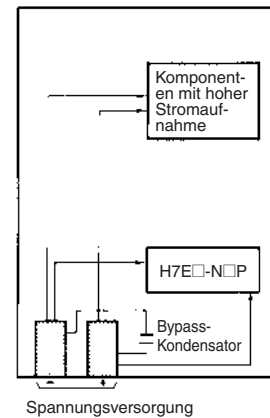 Komponent-
en mit hoher
Stromauf-
nahme
H7E□-N□P
Bypass-
Kondensator
Spannungsversorgung